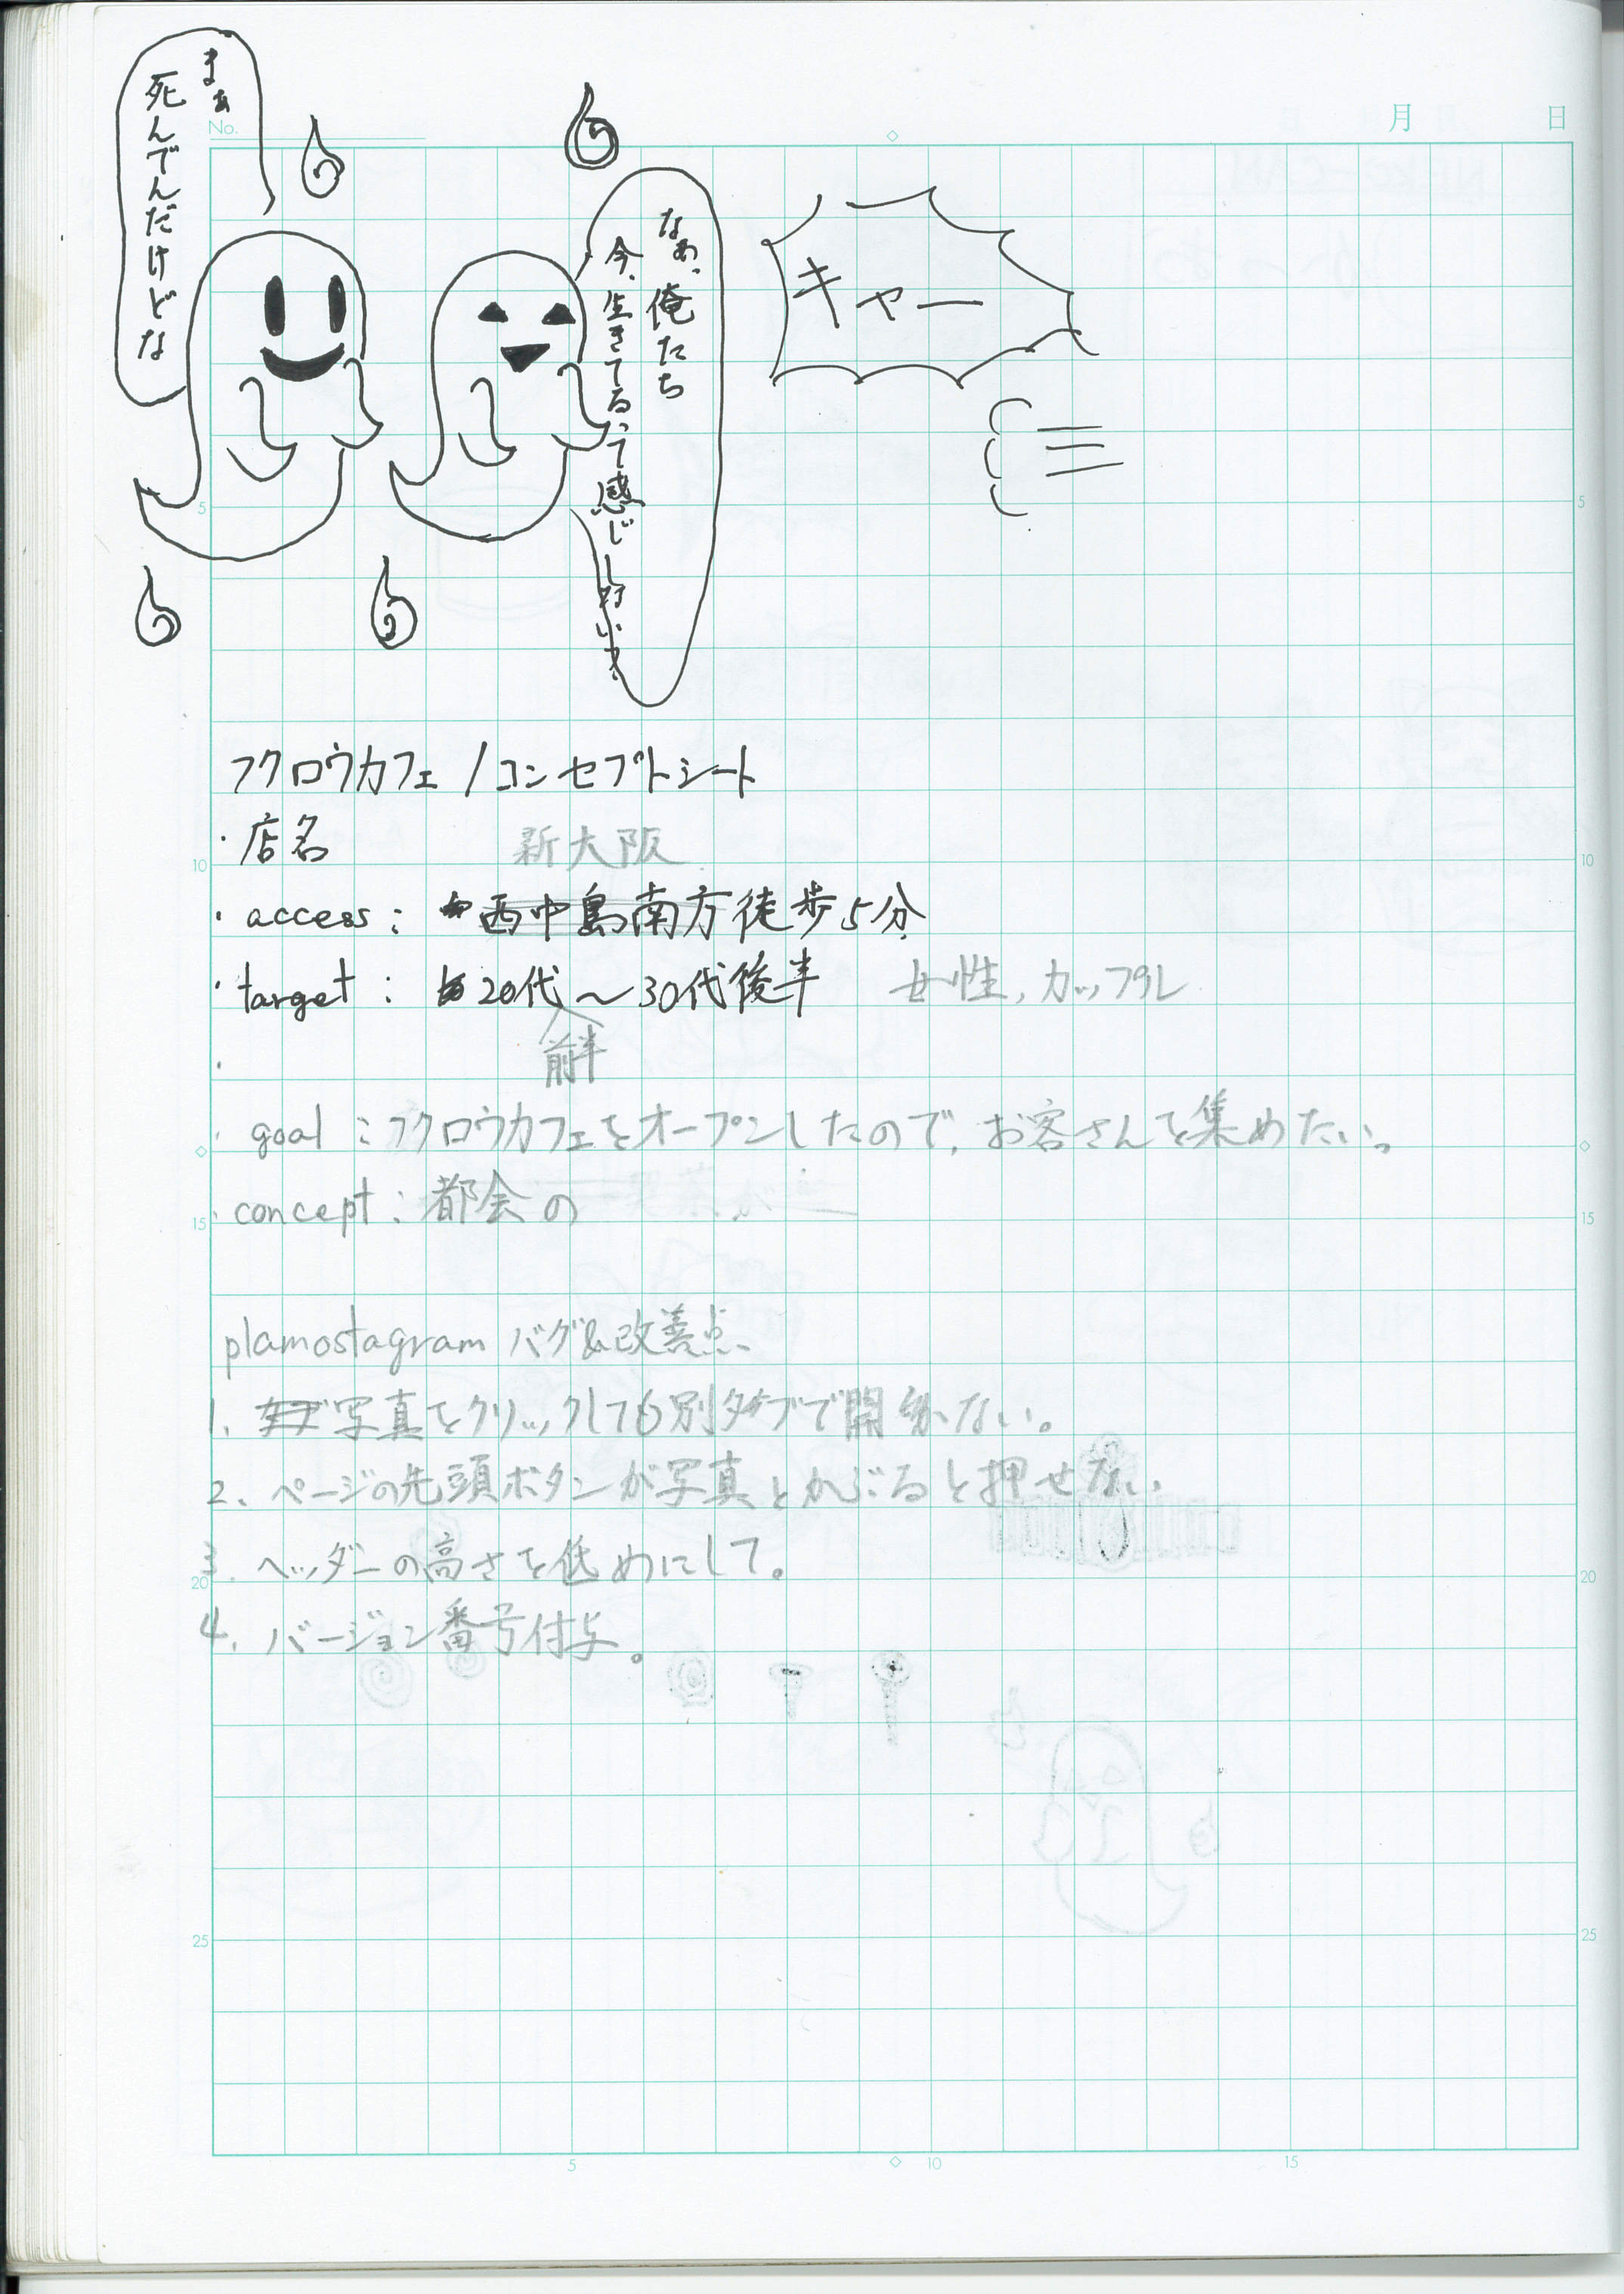 No.
月 日
なぁ、俺たち
今、生きてるって感じしないか
まぁ
死んでんだけどな
キャー
フクロウカフェ/コンセプトシート
・店名
新大阪
・access: 西中島南方徒歩5分
・target: 20代～30代後半 女性,カップル
前半
・
・goal:フクロウカフェをオープンしたので,お客さんを集めたい。
・concept:都会の
plamostagram バグ&改善点
1. 写真をクリックしても別タブで開かない。
2. ページの先頭ボタンが写真とかぶると押せない
3. ヘッダーの高さを低めにして。
4. バージョン番号付与。
5
5
10
10
15
15
20
20
25
25
5 10 15